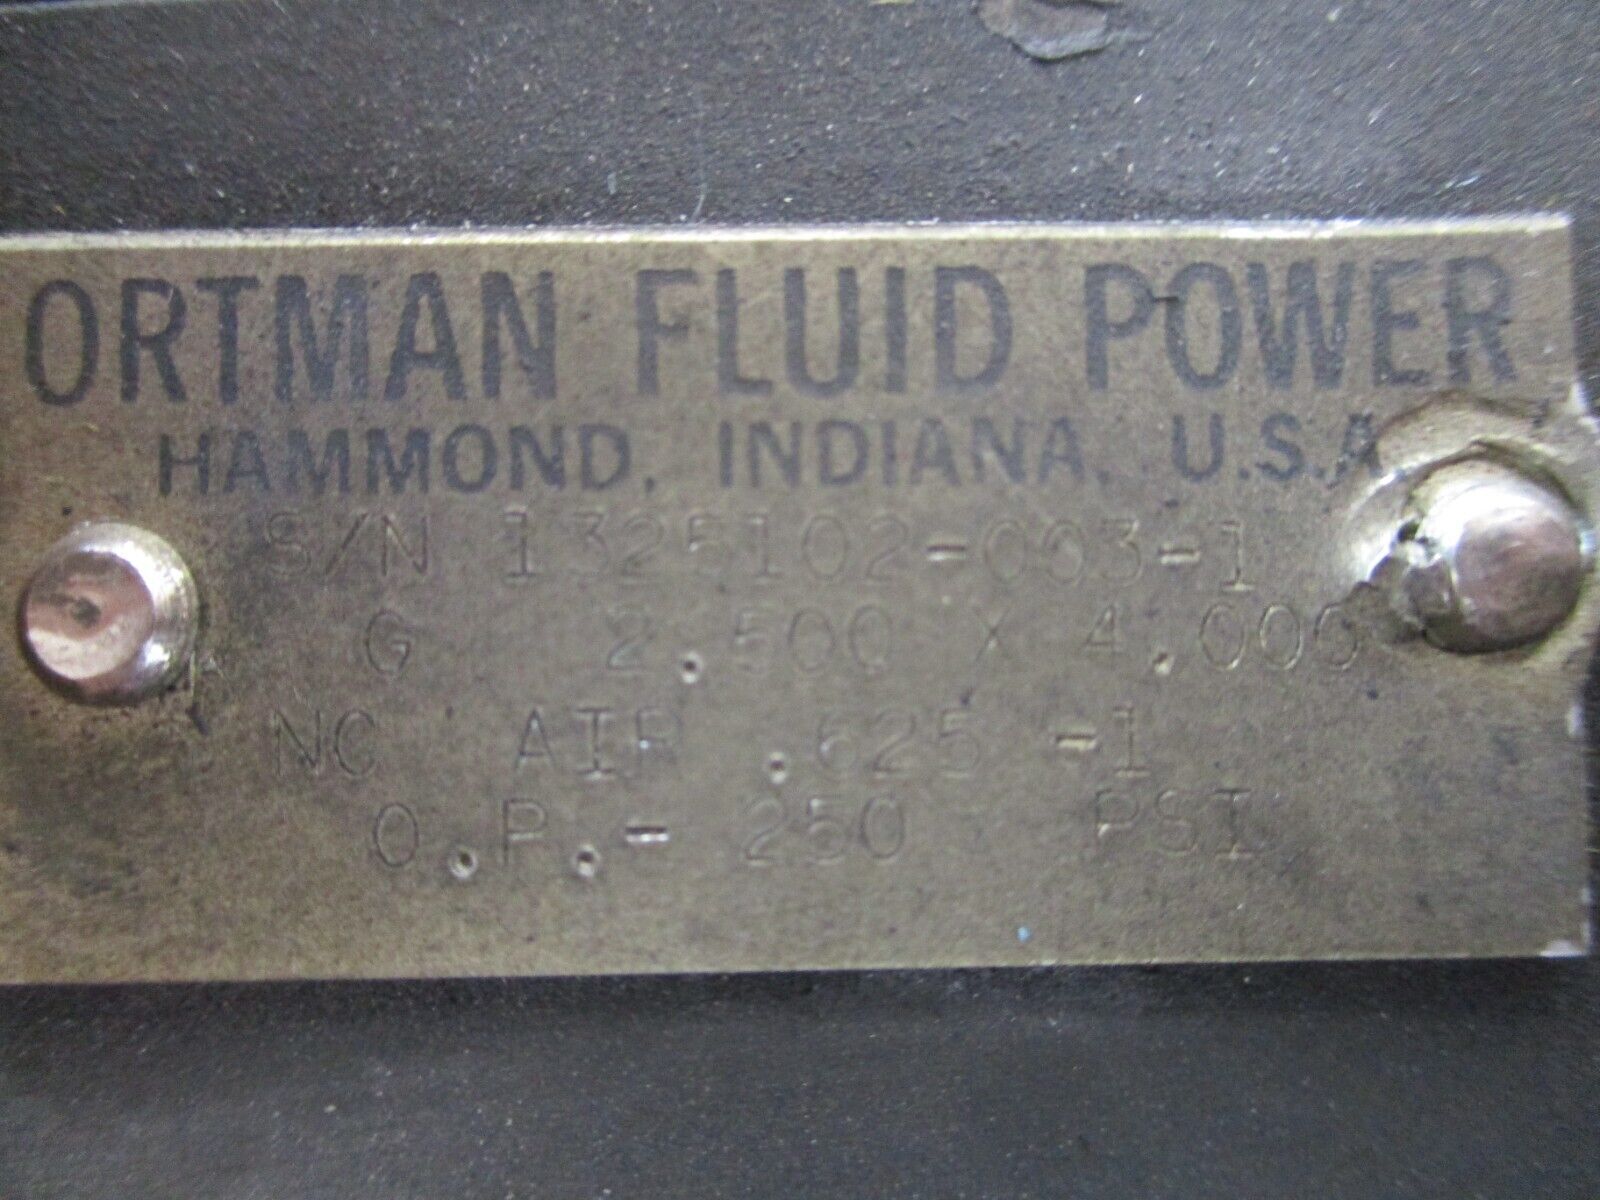 ORTMAN FLUID POWER
HAMMOND, INDIANA, U.S.A
S/N 1325102-003-1
G 2.500 X 4.000
NC AIR .625 -1
O.P.- 250 PSI